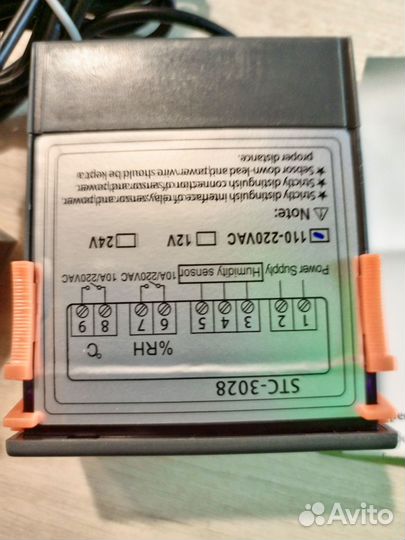 STC-3028
%RH °C
1 2 3 4 5 6 7 8 9
Power Supply Humidity sensor 10A/220VAC 10A/220VAC
110-220VAC 12V 24V
⚠ Note:
★ Strictly distinguish interface of relay,sensor and power.
★ Strictly distinguish connection of sensor and power.
★ Sebsor down-lead and power wire should be kept a
proper distance.
Avito